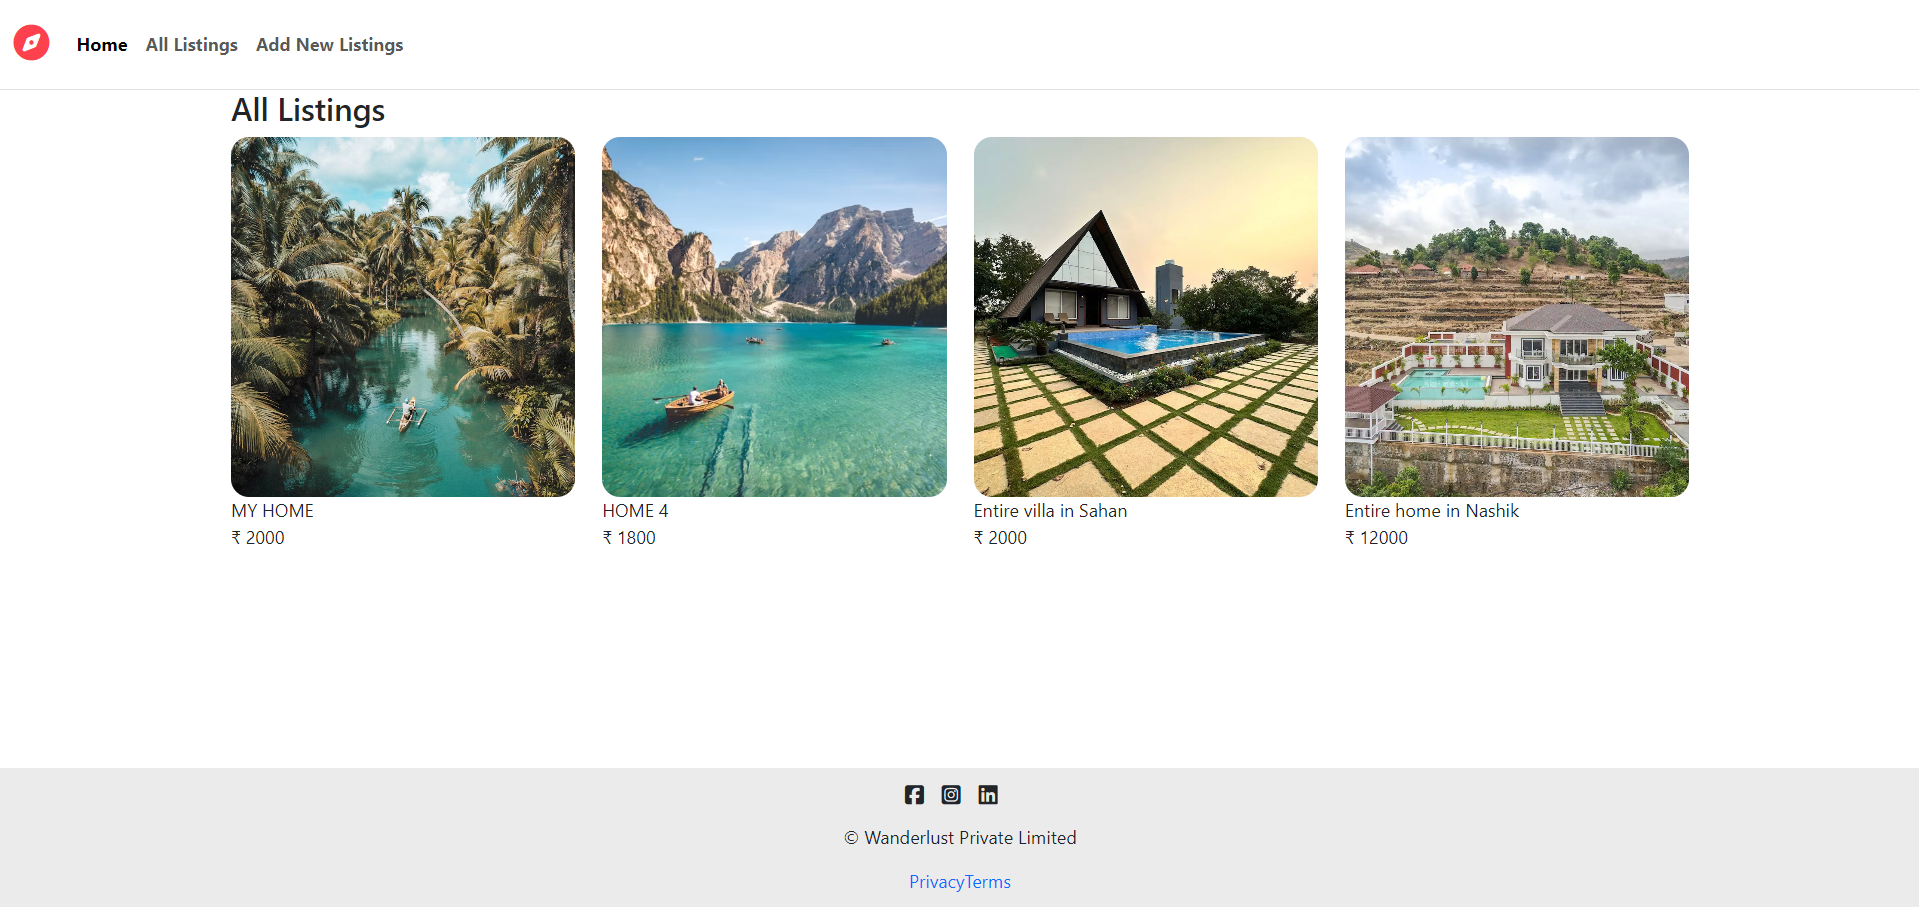 Home All Listings Add New Listings
All Listings
MY HOME
₹ 2000
HOME 4
₹ 1800
Entire villa in Sahan
₹ 2000
Entire home in Nashik
₹ 12000
© Wanderlust Private Limited
PrivacyTerms